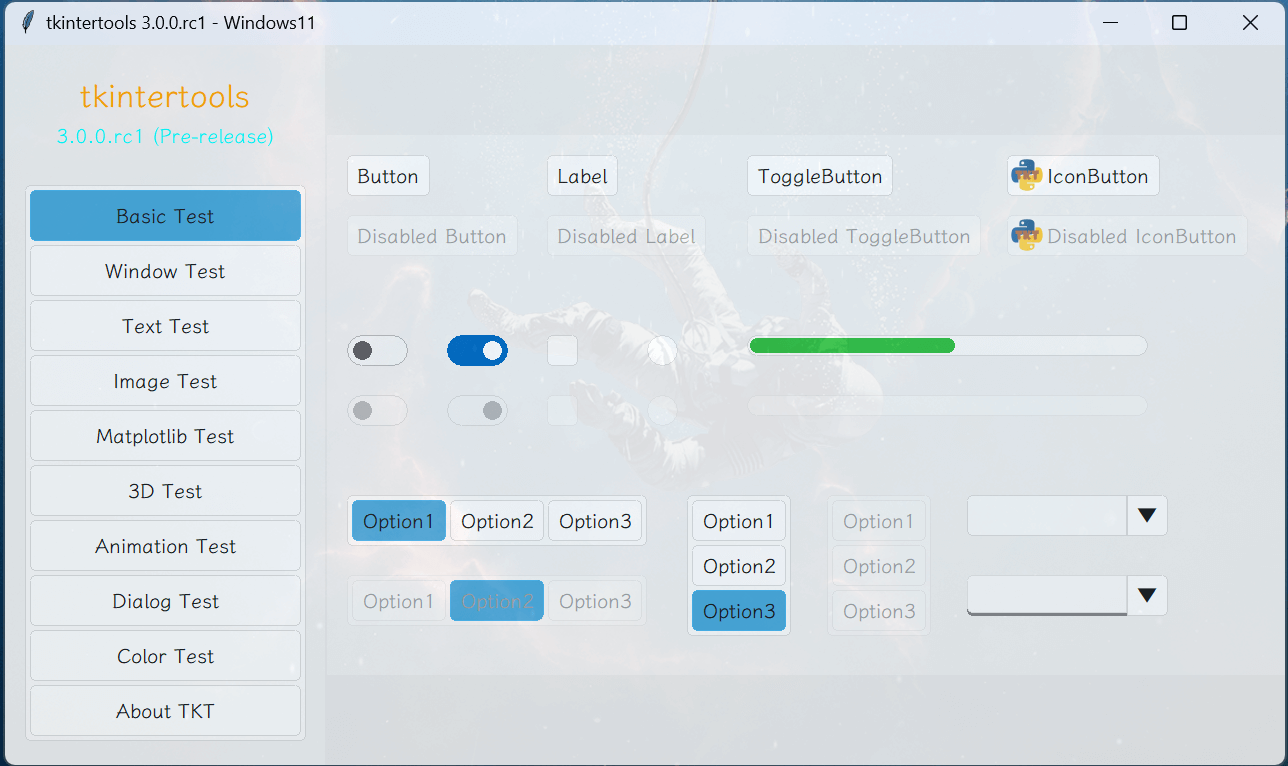 tkintertools 3.0.0.rc1 - Windows11
tkintertools
3.0.0.rc1 (Pre-release)
Basic Test
Window Test
Text Test
Image Test
Matplotlib Test
3D Test
Animation Test
Dialog Test
Color Test
About TKT
Button Label ToggleButton IconButton
Disabled Button Disabled Label Disabled ToggleButton Disabled IconButton
Option1 Option2 Option3
Option1 Option2 Option3
Option1
Option2
Option3
Option1
Option2
Option3